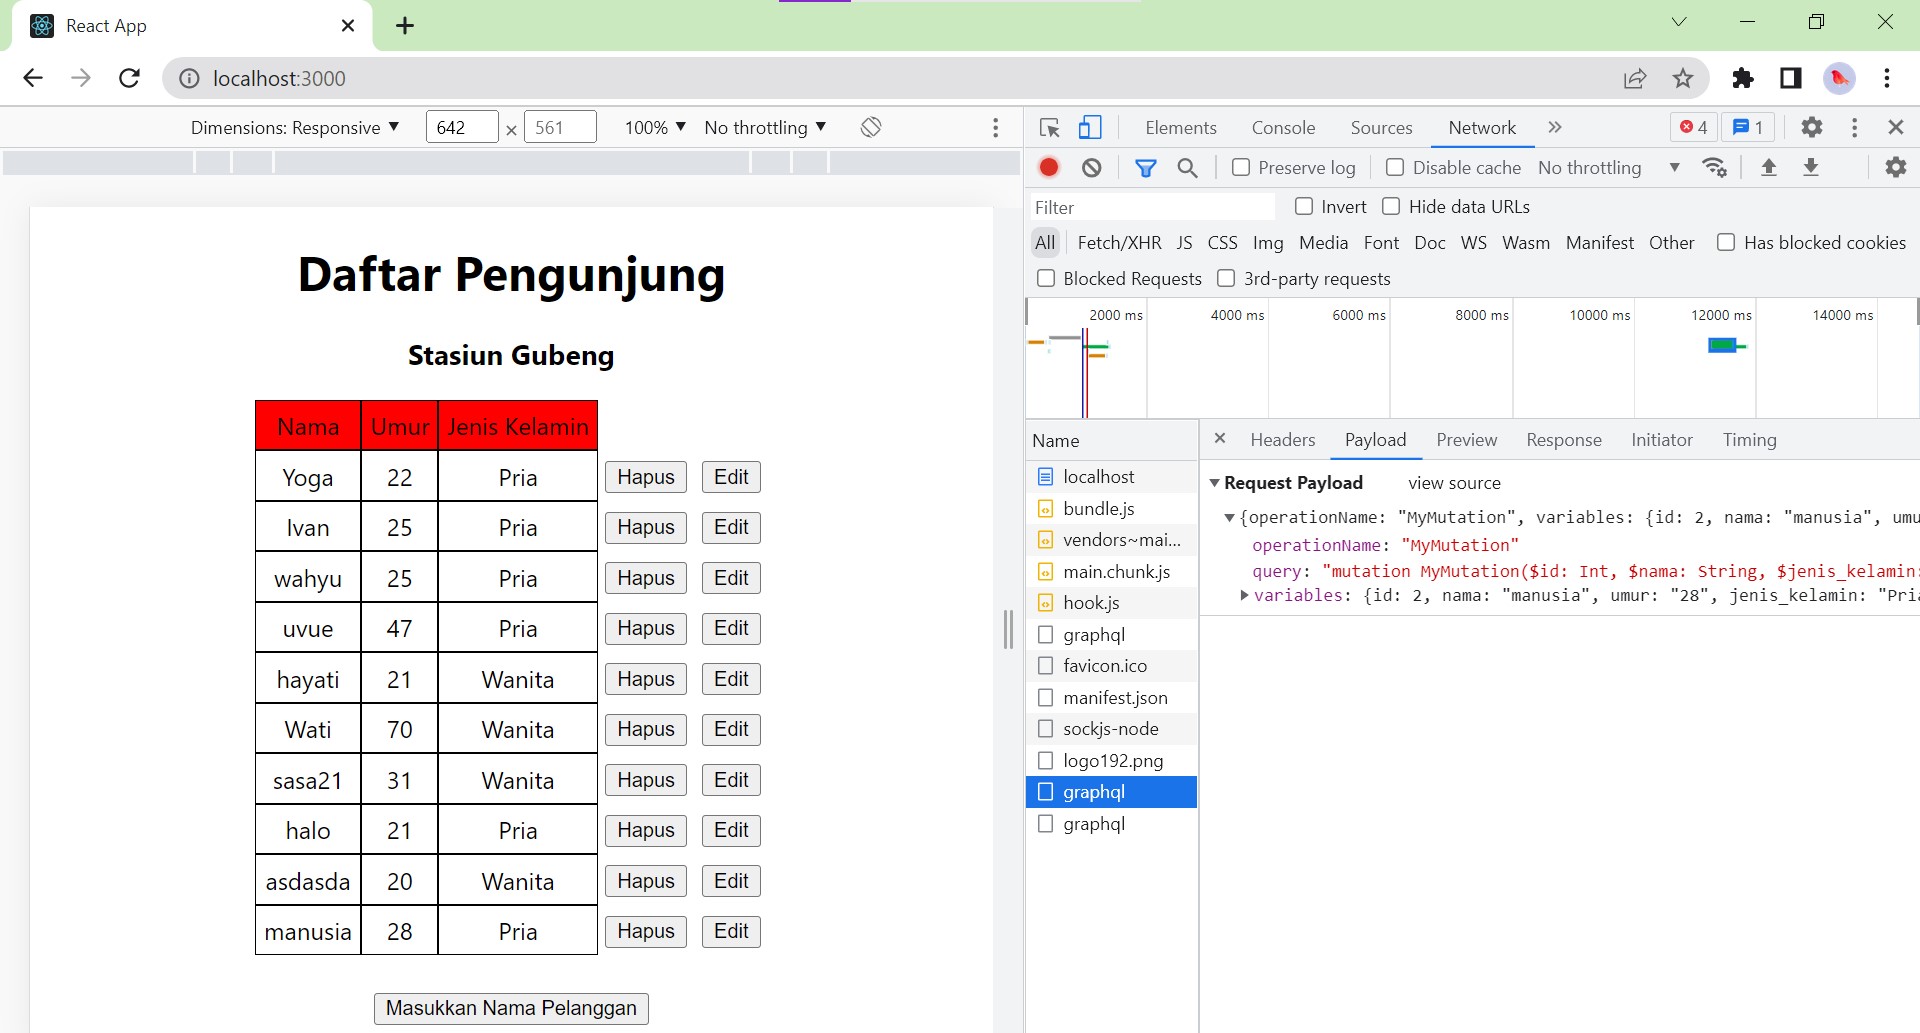 React App
localhost:3000
Dimensions: Responsive 642 × 561 100% No throttling
Daftar Pengunjung
Stasiun Gubeng
Nama Umur Jenis Kelamin
Yoga 22 Pria Hapus Edit
Ivan 25 Pria Hapus Edit
wahyu 25 Pria Hapus Edit
uvue 47 Pria Hapus Edit
hayati 21 Wanita Hapus Edit
Wati 70 Wanita Hapus Edit
sasa21 31 Wanita Hapus Edit
halo 21 Pria Hapus Edit
asdasda 20 Wanita Hapus Edit
manusia 28 Pria Hapus Edit
Masukkan Nama Pelanggan
Elements Console Sources Network » 4 1
Preserve log Disable cache No throttling
Filter Invert Hide data URLs
All Fetch/XHR JS CSS Img Media Font Doc WS Wasm Manifest Other Has blocked cookies
Blocked Requests 3rd-party requests
2000 ms 4000 ms 6000 ms 8000 ms 10000 ms 12000 ms 14000 ms
Name
localhost
bundle.js
vendors~mai...
main.chunk.js
hook.js
graphql
favicon.ico
manifest.json
sockjs-node
logo192.png
graphql
graphql
Headers Payload Preview Response Initiator Timing
Request Payload view source
{operationName: "MyMutation", variables: {id: 2, nama: "manusia", umu
operationName: "MyMutation"
query: "mutation MyMutation($id: Int, $nama: String, $jenis_kelamin:
variables: {id: 2, nama: "manusia", umur: "28", jenis_kelamin: "Pria